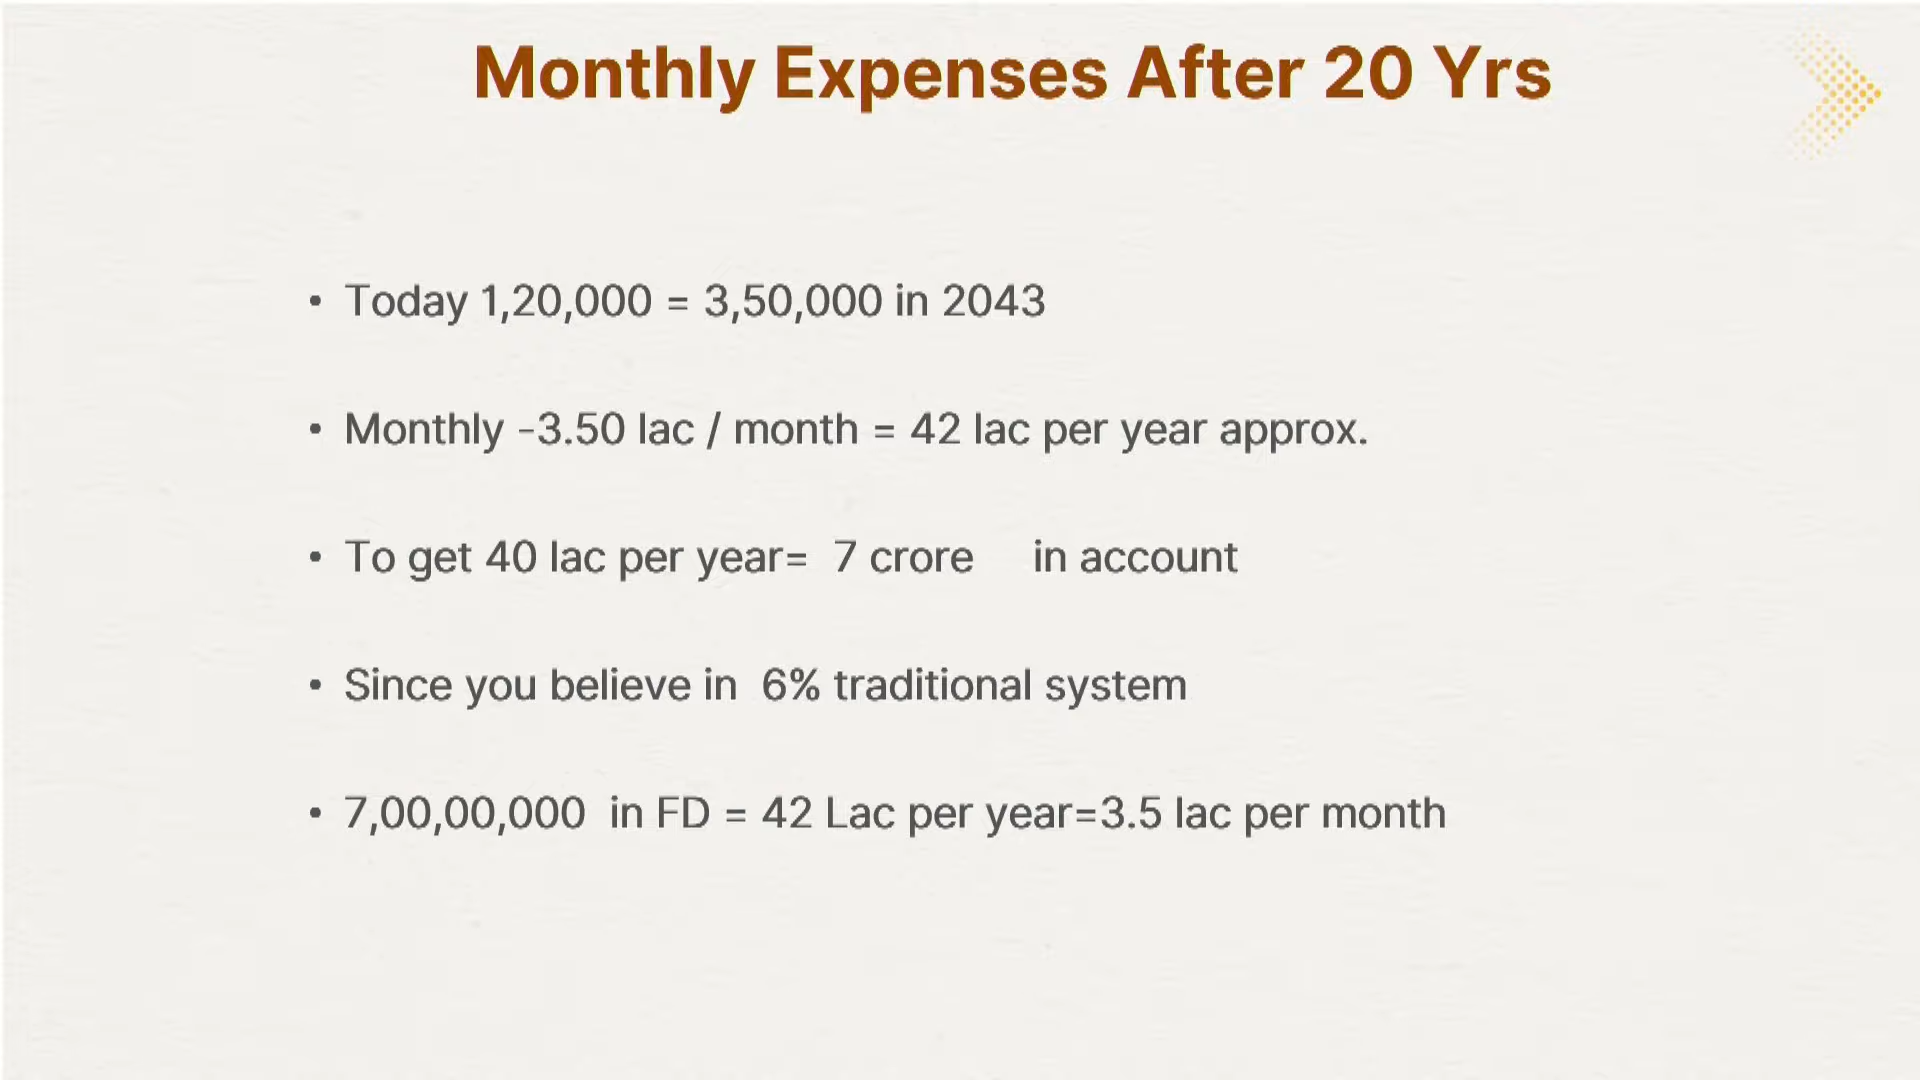 Monthly Expenses After 20 Yrs
• Today 1,20,000 = 3,50,000 in 2043
• Monthly -3.50 lac / month = 42 lac per year approx.
• To get 40 lac per year=  7 crore     in account
• Since you believe in  6% traditional system
• 7,00,00,000  in FD = 42 Lac per year=3.5 lac per month